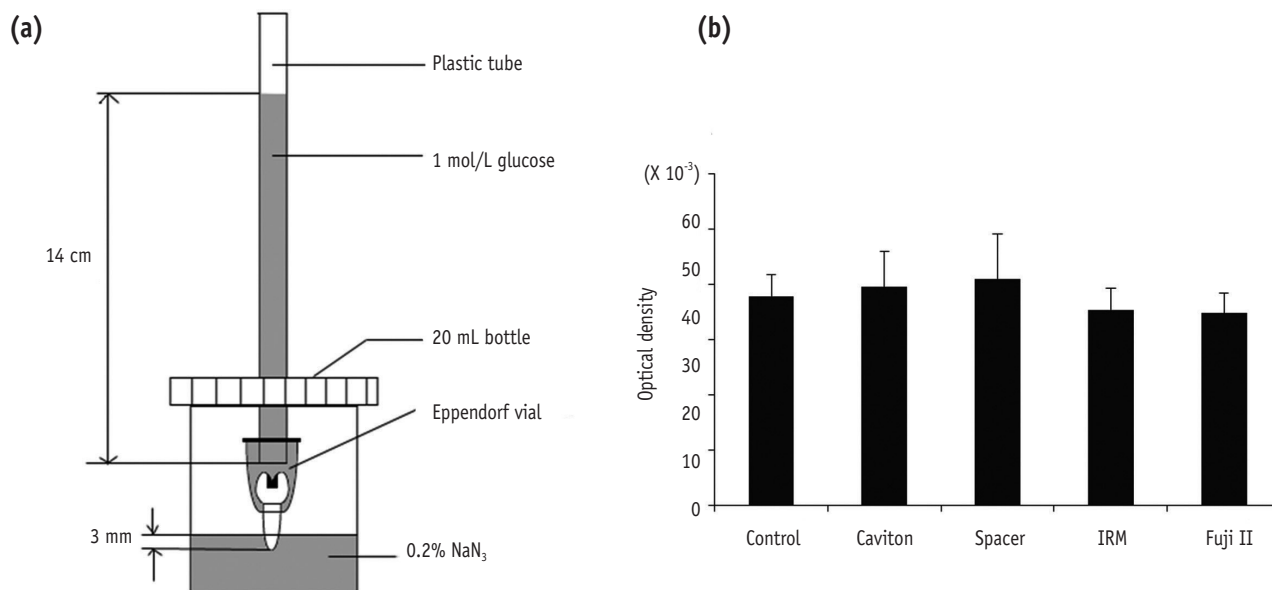 (a)
Plastic tube
1 mol/L glucose
14 cm
20 mL bottle
Eppendorf vial
3 mm
0.2% NaN₃
(b)
(X 10⁻³)
60
50
40
30
20
10
0
Optical density
Control Caviton Spacer IRM Fuji II